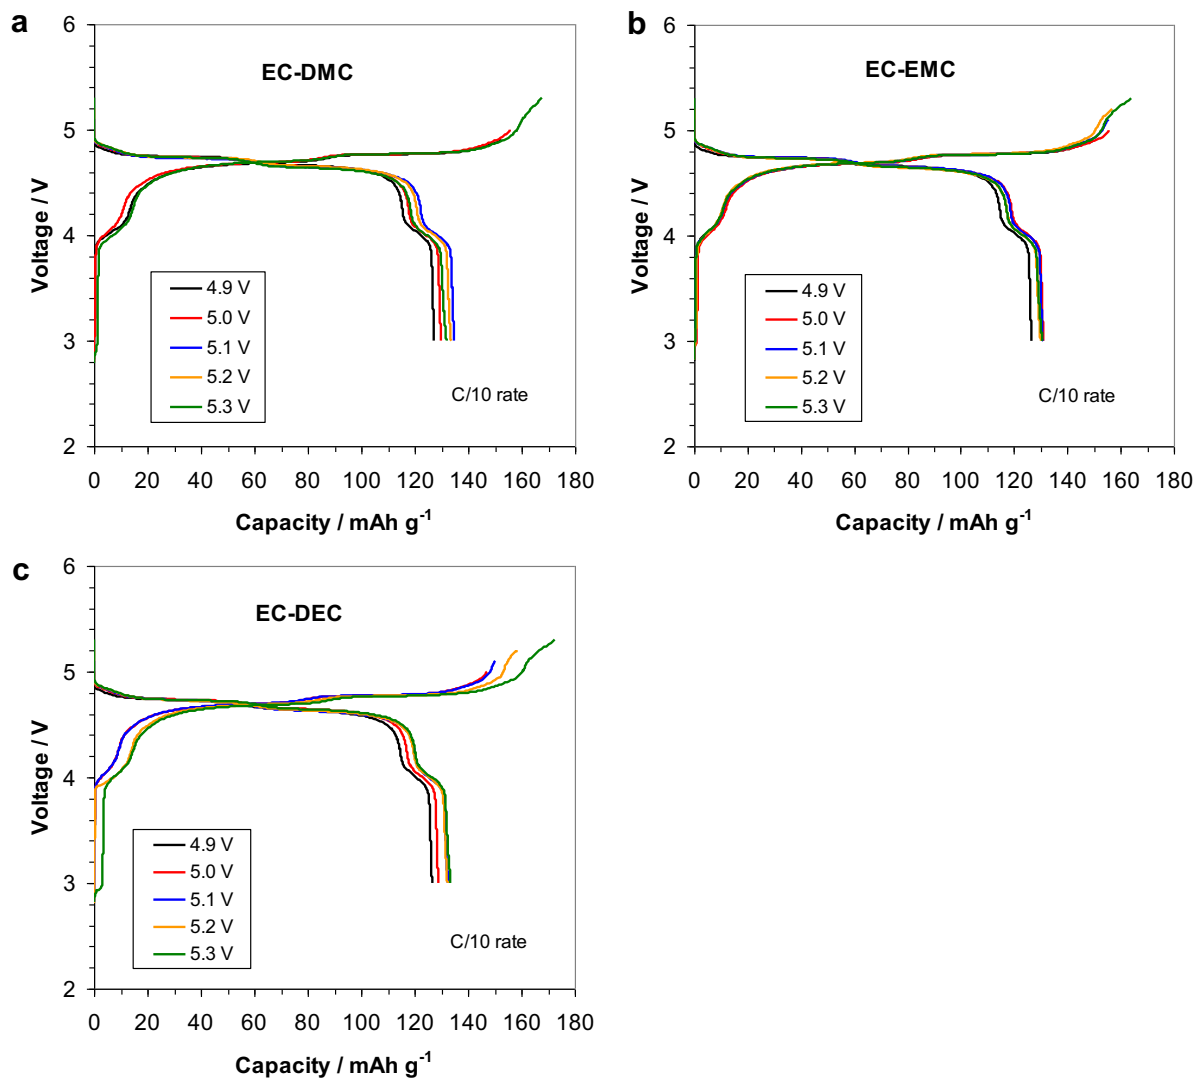 a
EC-DMC
Voltage / V
6
5
4
3
2
4.9 V
5.0 V
5.1 V
5.2 V
5.3 V
C/10 rate
0 20 40 60 80 100 120 140 160 180
Capacity / mAh g⁻¹
b
EC-EMC
Voltage / V
6
5
4
3
2
4.9 V
5.0 V
5.1 V
5.2 V
5.3 V
C/10 rate
0 20 40 60 80 100 120 140 160 180
Capacity / mAh g⁻¹
c
EC-DEC
Voltage / V
6
5
4
3
2
4.9 V
5.0 V
5.1 V
5.2 V
5.3 V
C/10 rate
0 20 40 60 80 100 120 140 160 180
Capacity / mAh g⁻¹